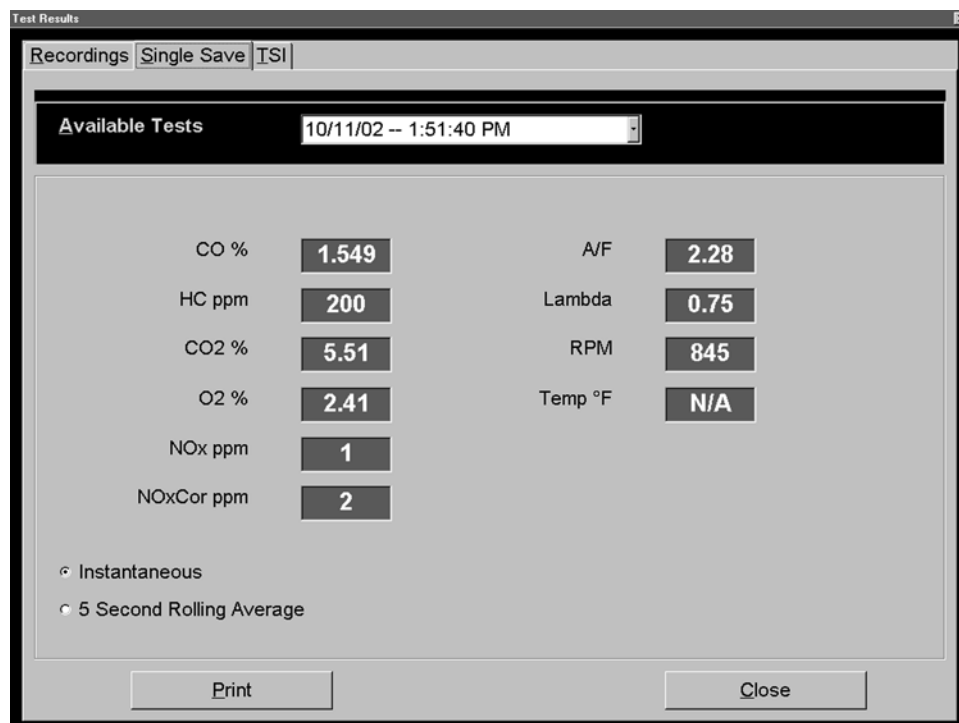 Test Results
Recordings Single Save TSI
Available Tests 10/11/02 -- 1:51:40 PM
CO % 1.549 A/F 2.28
HC ppm 200 Lambda 0.75
CO2 % 5.51 RPM 845
O2 % 2.41 Temp °F N/A
NOx ppm 1
NOxCor ppm 2
Instantaneous
5 Second Rolling Average
Print Close